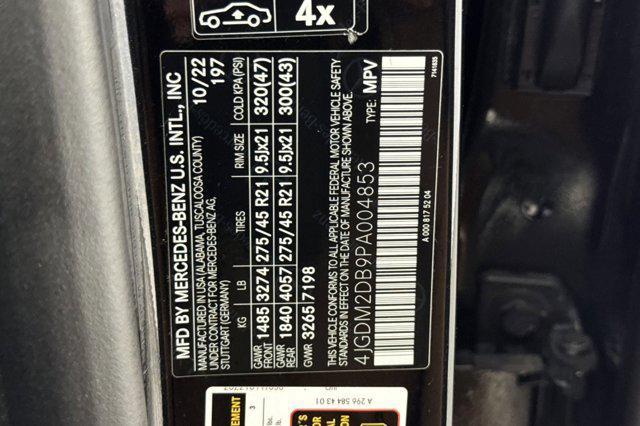 4x
MFD BY MERCEDES-BENZ U.S. INTL., INC
MANUFACTURED IN USA (ALABAMA, TUSCALOOSA COUNTY)
UNDER CONTRACT FOR MERCEDES-BENZ AG,
STUTTGART (GERMANY)
10/22
197
KG LB TIRES RIM SIZE COLD KPA (PSI)
GAWR FRONT 1485 3274 275/45 R21 9.5Jx21 320(47)
GAWR REAR 1840 4057 275/45 R21 9.5Jx21 300(43)
GVWR 3265 7198
THIS VEHICLE CONFORMS TO ALL APPLICABLE FEDERAL MOTOR VEHICLE SAFETY
STANDARDS IN EFFECT ON THE DATE OF MANUFACTURE SHOWN ABOVE.
4JGDM2DB9PA004853 TYPE: MPV
A 000 817 52 04
7141835
A 296 584 43 01